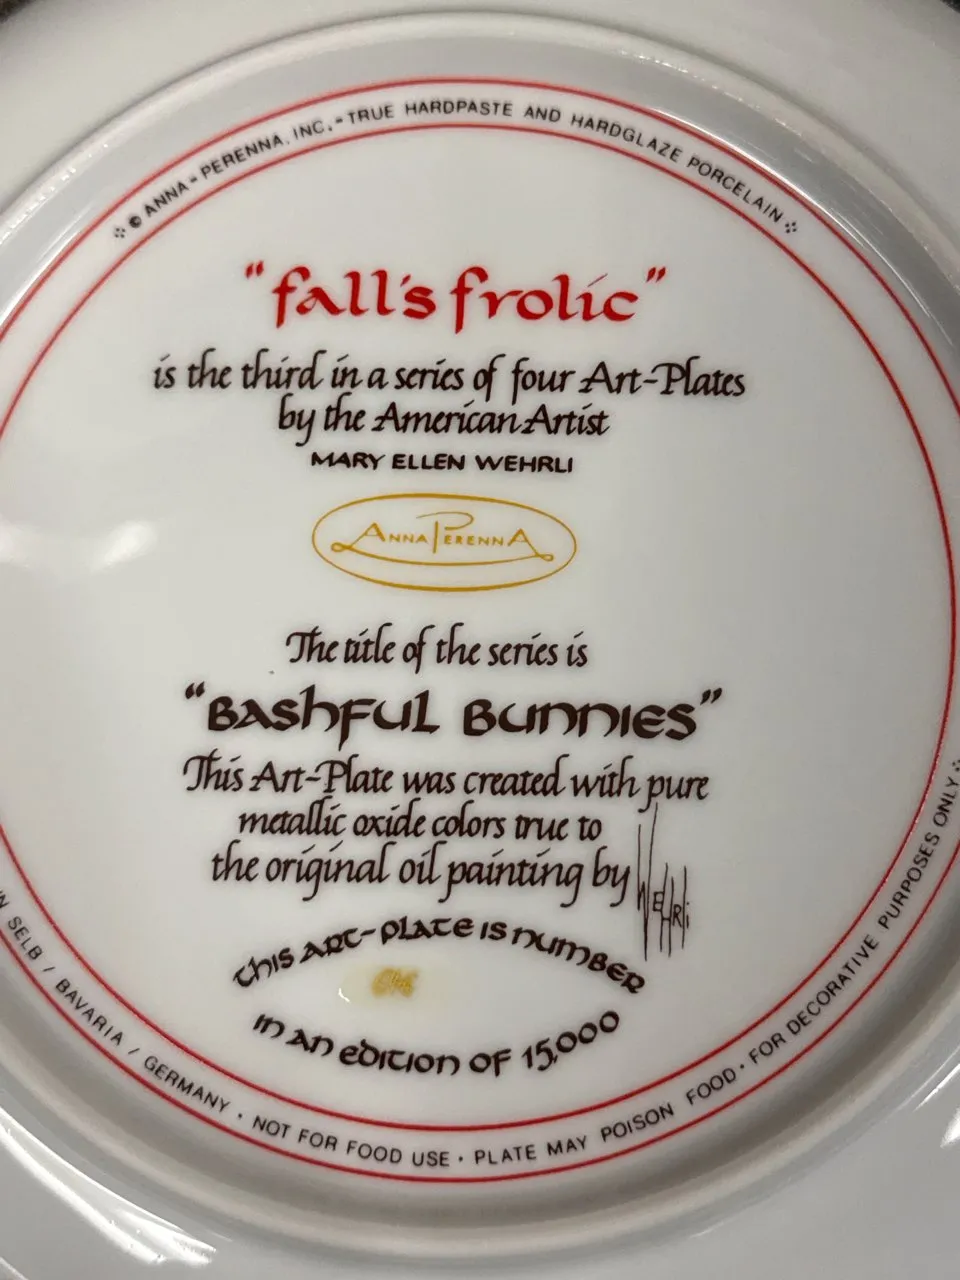 © ANNA-PERENNA, INC. - TRUE HARDPASTE AND HARDGLAZE PORCELAIN
"fall's frolic"
is the third in a series of four Art-Plates
by the American Artist
MARY ELLEN WEHRLI
ANNA PERENNA
The title of the series is
"BASHFUL BUNNIES"
This Art-Plate was created with pure
metallic oxide colors true to
the original oil painting by WEHRLi
this ART-PLATE IS NUMBER
IN AN EDITION OF 15,000
IN SELB / BAVARIA / GERMANY · NOT FOR FOOD USE · PLATE MAY POISON FOOD · FOR DECORATIVE PURPOSES ONLY